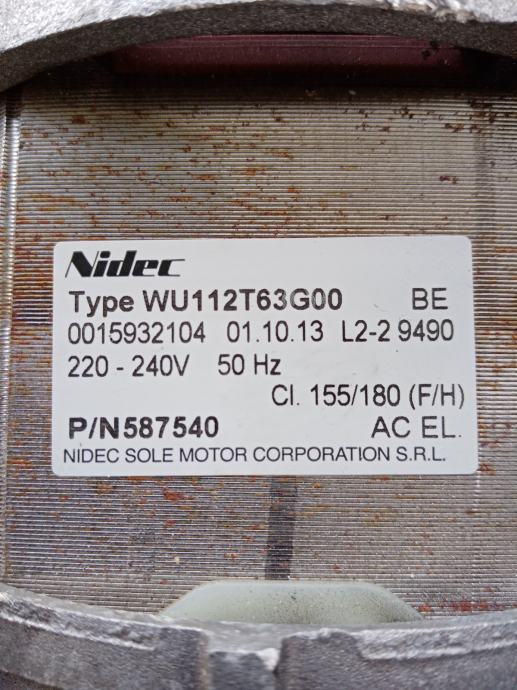 Nidec
Type WU112T63G00 BE
0015932104 01.10.13 L2-2 9490
220 - 240V 50 Hz
Cl. 155/180 (F/H)
P/N587540 AC EL.
NIDEC SOLE MOTOR CORPORATION S.R.L.